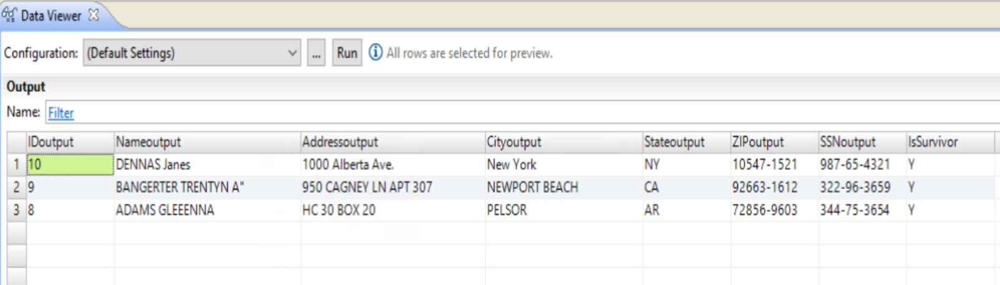 Data Viewer
Configuration: (Default Settings) ... Run All rows are selected for preview.
Output
Name: Filter
IDoutput Nameoutput Addressoutput Cityoutput Stateoutput ZIPoutput SSNoutput IsSurvivor
1 10 DENNAS Janes 1000 Alberta Ave. New York NY 10547-1521 987-65-4321 Y
2 9 BANGERTER TRENTYN A" 950 CAGNEY LN APT 307 NEWPORT BEACH CA 92663-1612 322-96-3659 Y
3 8 ADAMS GLEEENNA HC 30 BOX 20 PELSOR AR 72856-9603 344-75-3654 Y